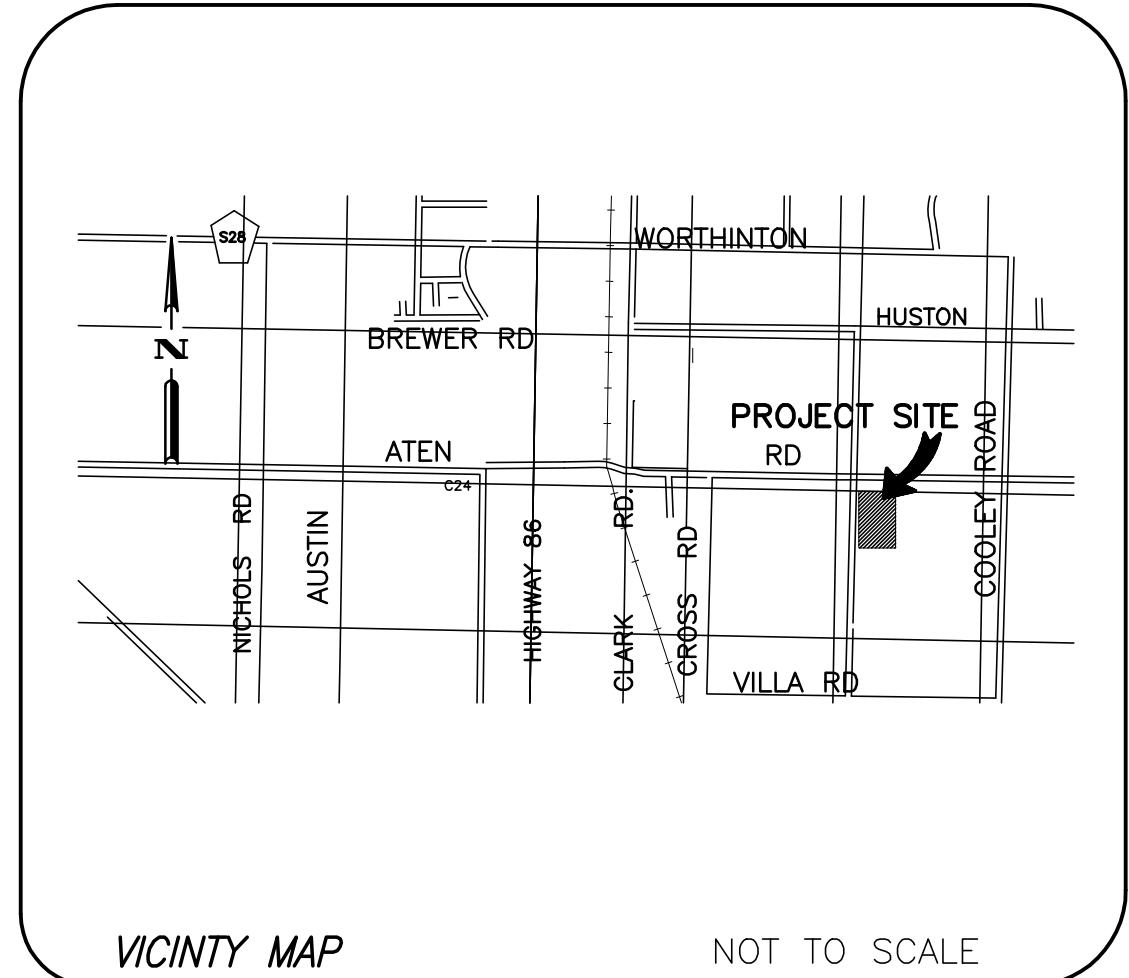 S28
WORTHINTON
HUSTON
N
BREWER RD
PROJECT SITE
ATEN
RD
C24
NICHOLS RD
AUSTIN
HIGHWAY 86
CLARK RD.
CROSS RD
COOLEY ROAD
VILLA RD
VICINTY MAP
NOT TO SCALE